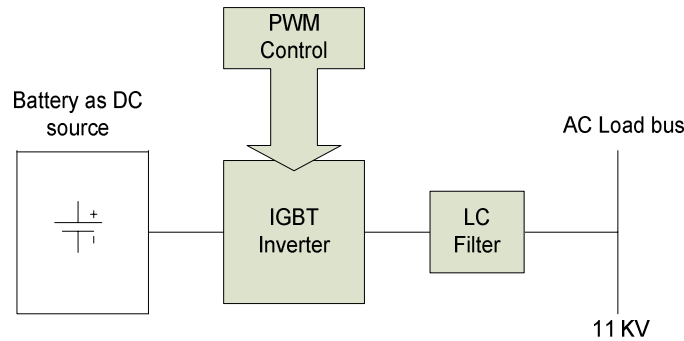 PWM
Control
Battery as DC
source
AC Load bus
+
IGBT
Inverter
LC
Filter
11 KV